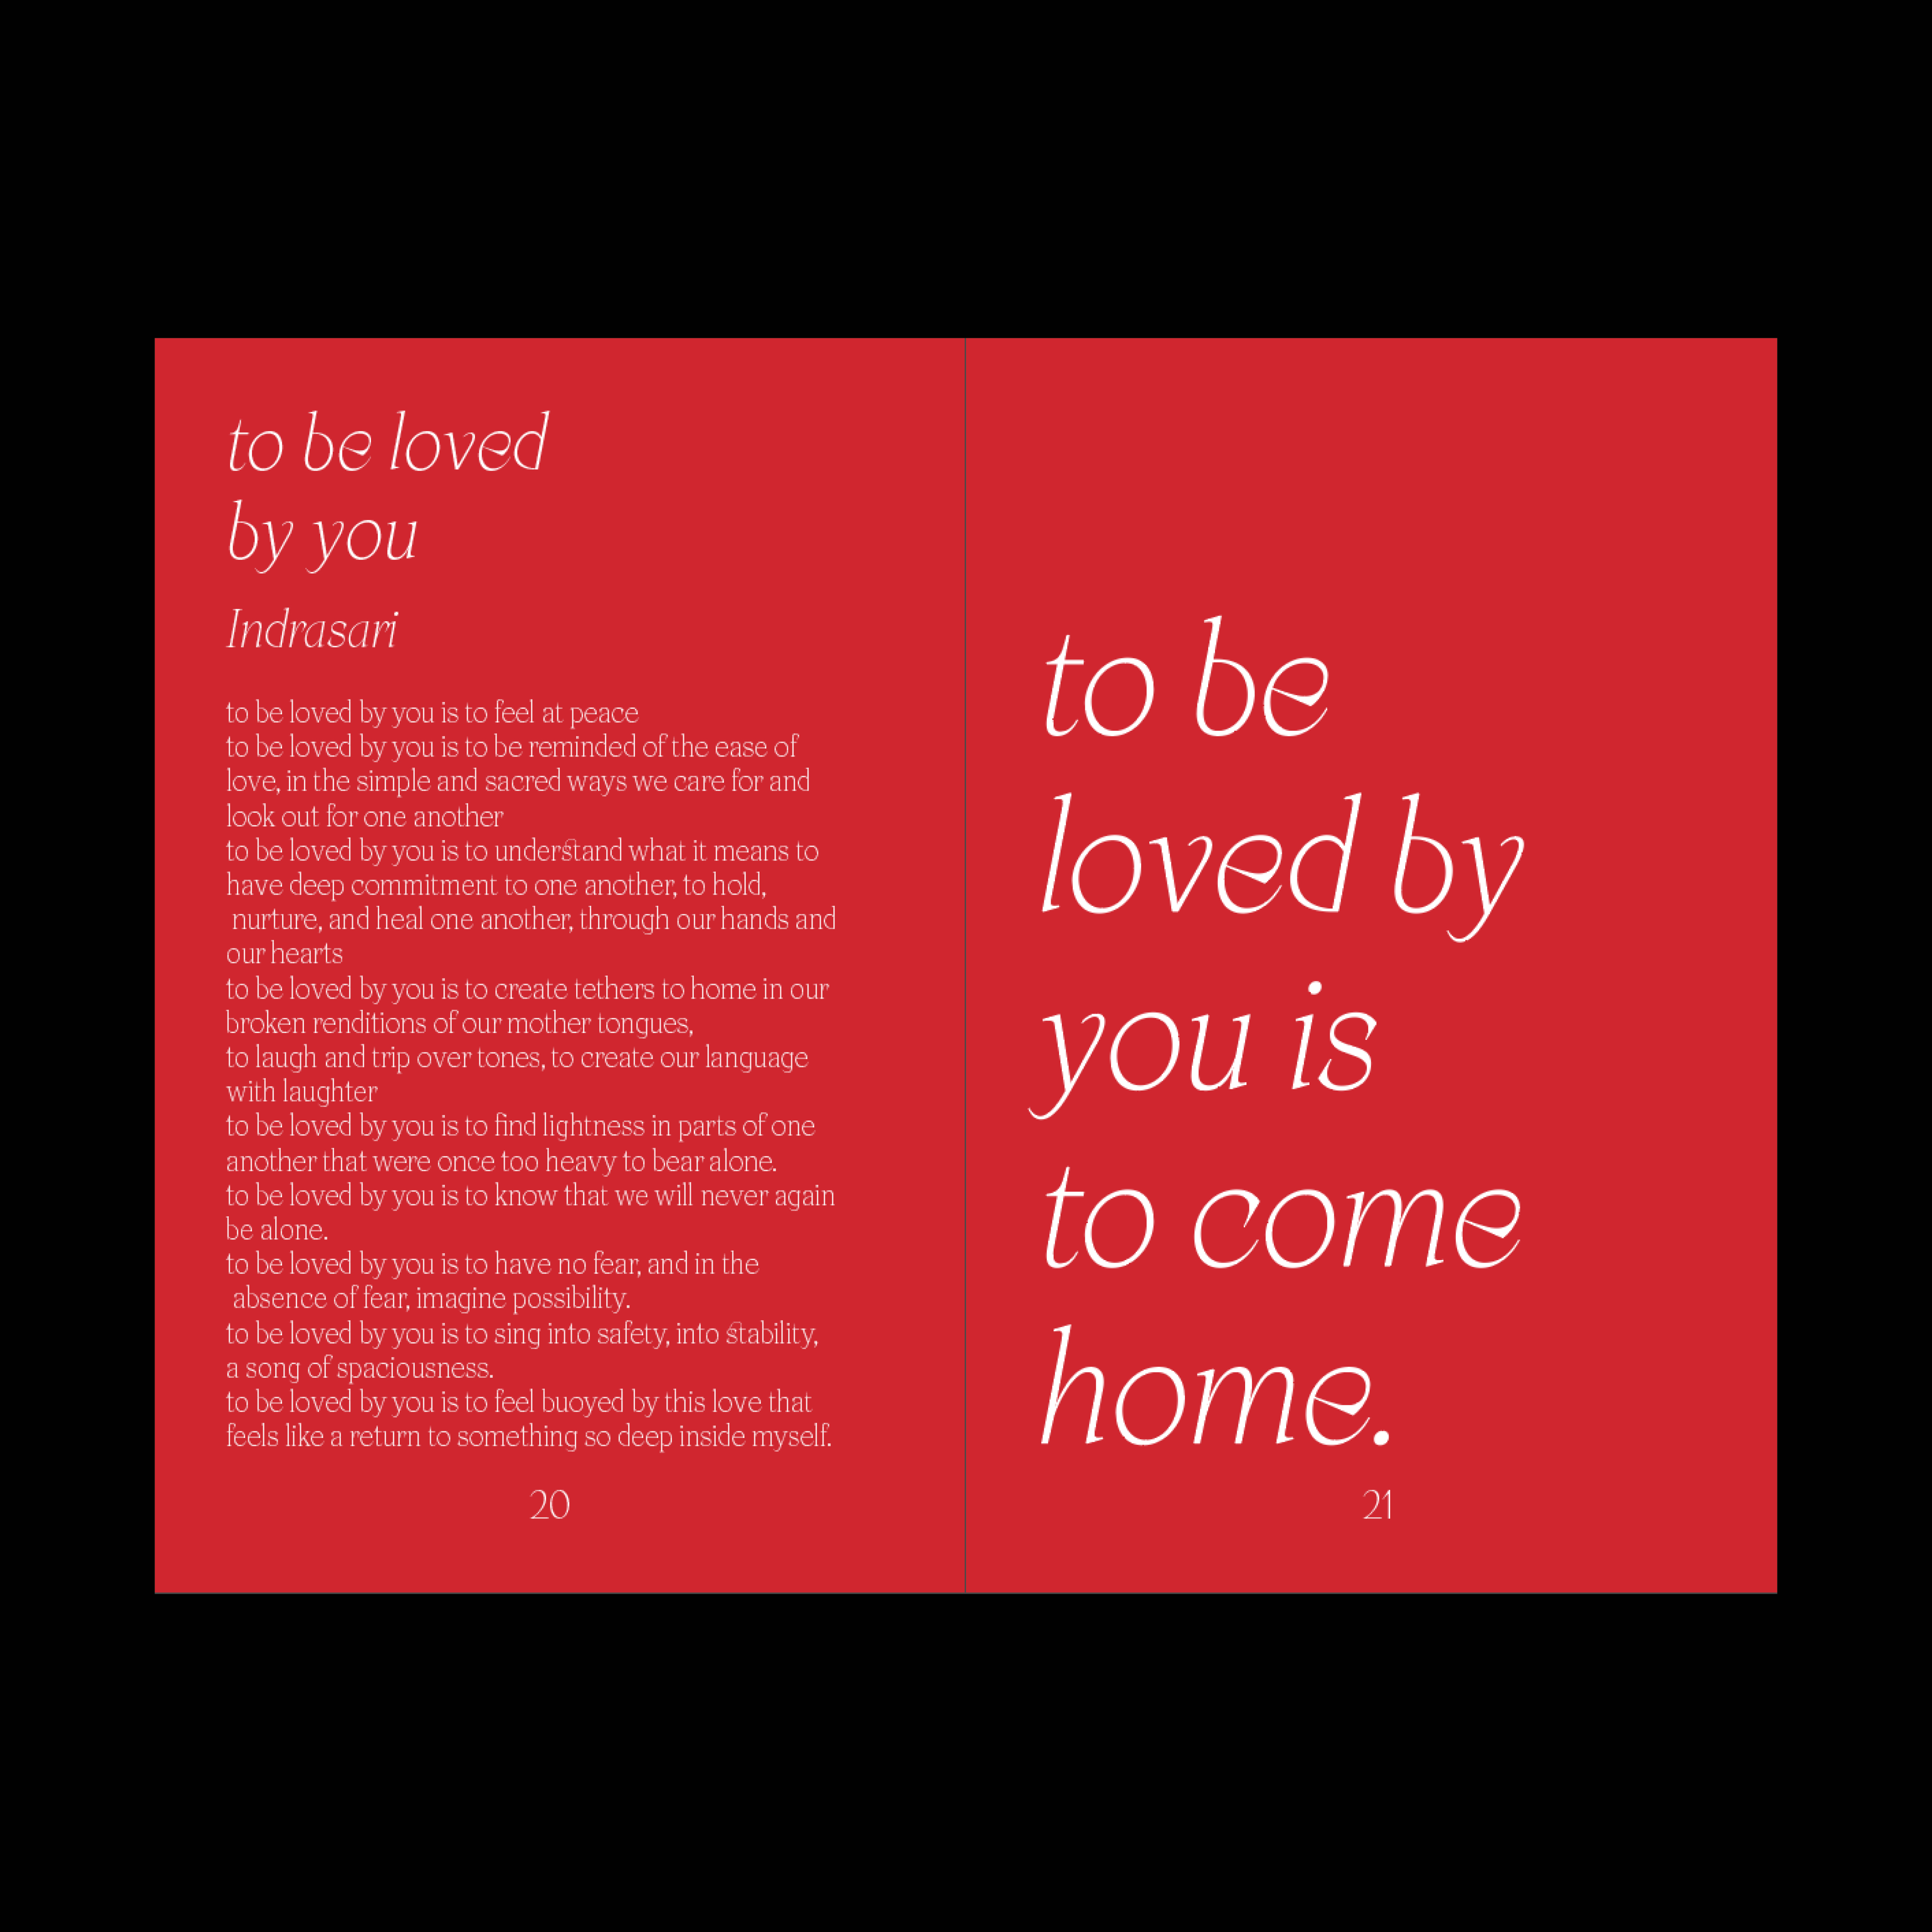 to be loved
by you
Indrasari
to be loved by you is to feel at peace
to be loved by you is to be reminded of the ease of
love, in the simple and sacred ways we care for and
look out for one another
to be loved by you is to understand what it means to
have deep commitment to one another, to hold,
nurture, and heal one another, through our hands and
our hearts
to be loved by you is to create tethers to home in our
broken renditions of our mother tongues,
to laugh and trip over tones, to create our language
with laughter
to be loved by you is to find lightness in parts of one
another that were once too heavy to bear alone.
to be loved by you is to know that we will never again
be alone.
to be loved by you is to have no fear, and in the
absence of fear, imagine possibility.
to be loved by you is to sing into safety, into stability,
a song of spaciousness.
to be loved by you is to feel buoyed by this love that
feels like a return to something so deep inside myself.
20
to be
loved by
you is
to come
home.
21